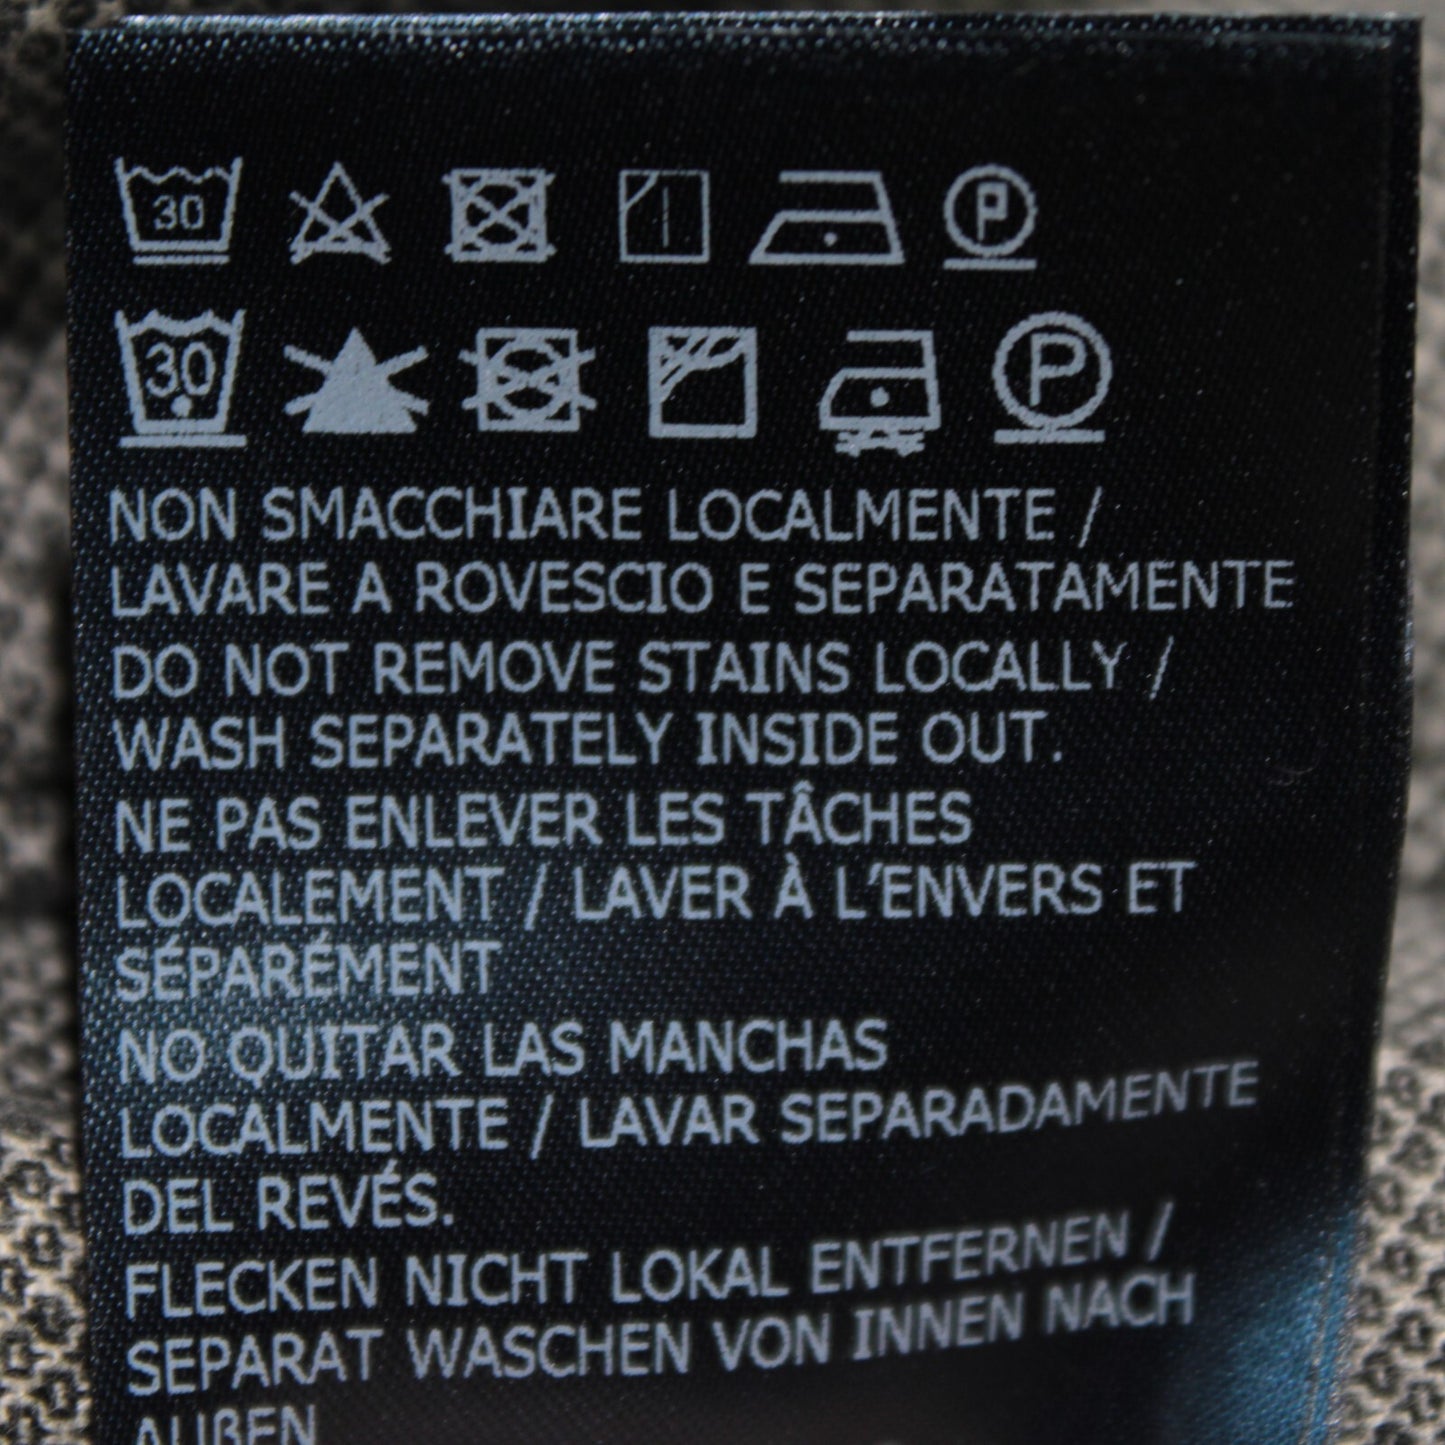 30 P
30 P
NON SMACCHIARE LOCALMENTE /
LAVARE A ROVESCIO E SEPARATAMENTE
DO NOT REMOVE STAINS LOCALLY /
WASH SEPARATELY INSIDE OUT.
NE PAS ENLEVER LES TÂCHES
LOCALEMENT / LAVER À L'ENVERS ET
SÉPARÉMENT
NO QUITAR LAS MANCHAS
LOCALMENTE / LAVAR SEPARADAMENTE
DEL REVÉS.
FLECKEN NICHT LOKAL ENTFERNEN /
SEPARAT WASCHEN VON INNEN NACH
AUßEN